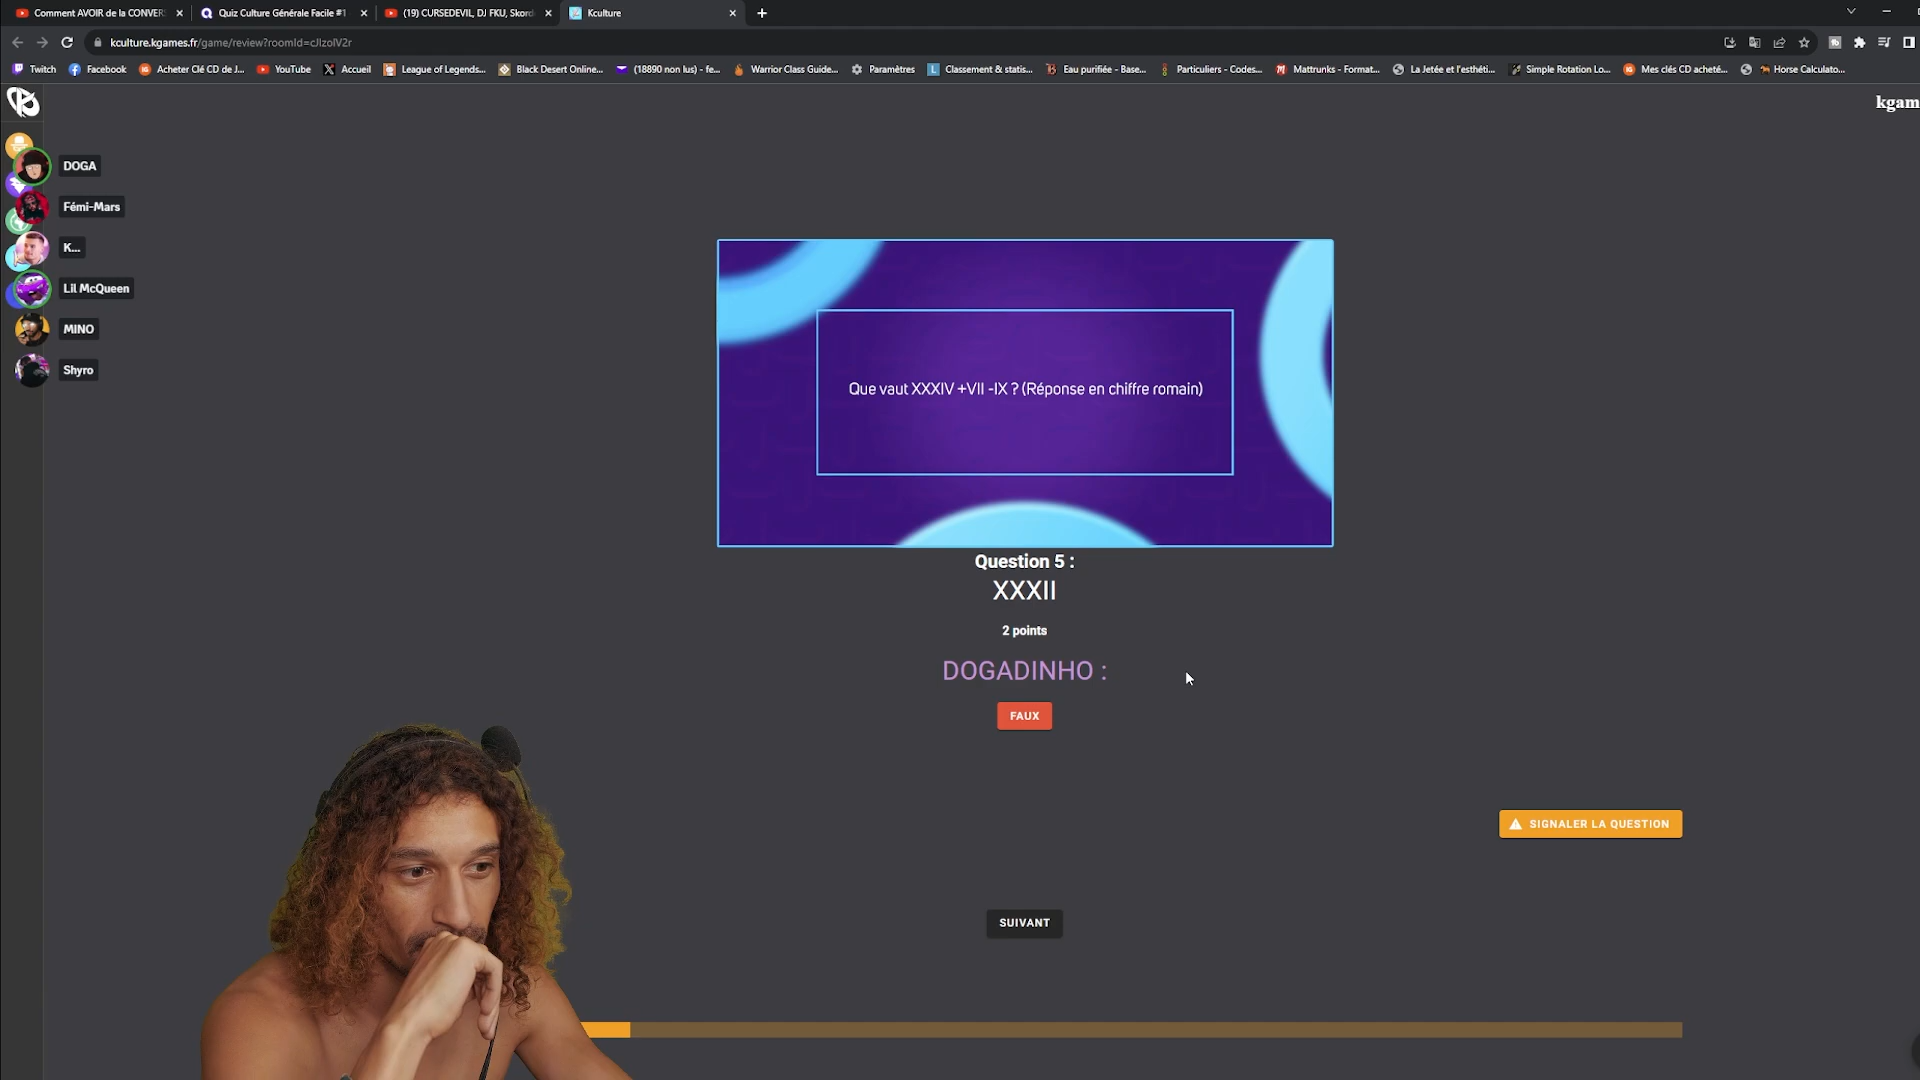 Comment AVOIR de la CONVER
Quiz Culture Générale Facile #1
(19) CURSEDEVIL, DJ FKU, Skord
Kculture
kculture.kgames.fr/game/review?roomId=cJlzolV2r
Twitch
Facebook
Acheter Clé CD de J...
YouTube
Accueil
League of Legends...
Black Desert Online...
(18890 non lus) - fe...
Warrior Class Guide...
Paramètres
Classement & statis...
Eau purifiée - Base...
Particuliers - Codes...
Mattrunks - Format...
La Jetée et l'esthéti...
Simple Rotation Lo...
Mes clés CD acheté...
Horse Calculato...
kgam
DOGA
Fémi-Mars
K...
Lil McQueen
MINO
Shyro
Que vaut XXXIV +VII -IX ? (Réponse en chiffre romain)
Question 5 :
XXXII
2 points
DOGADINHO :
FAUX
SIGNALER LA QUESTION
SUIVANT